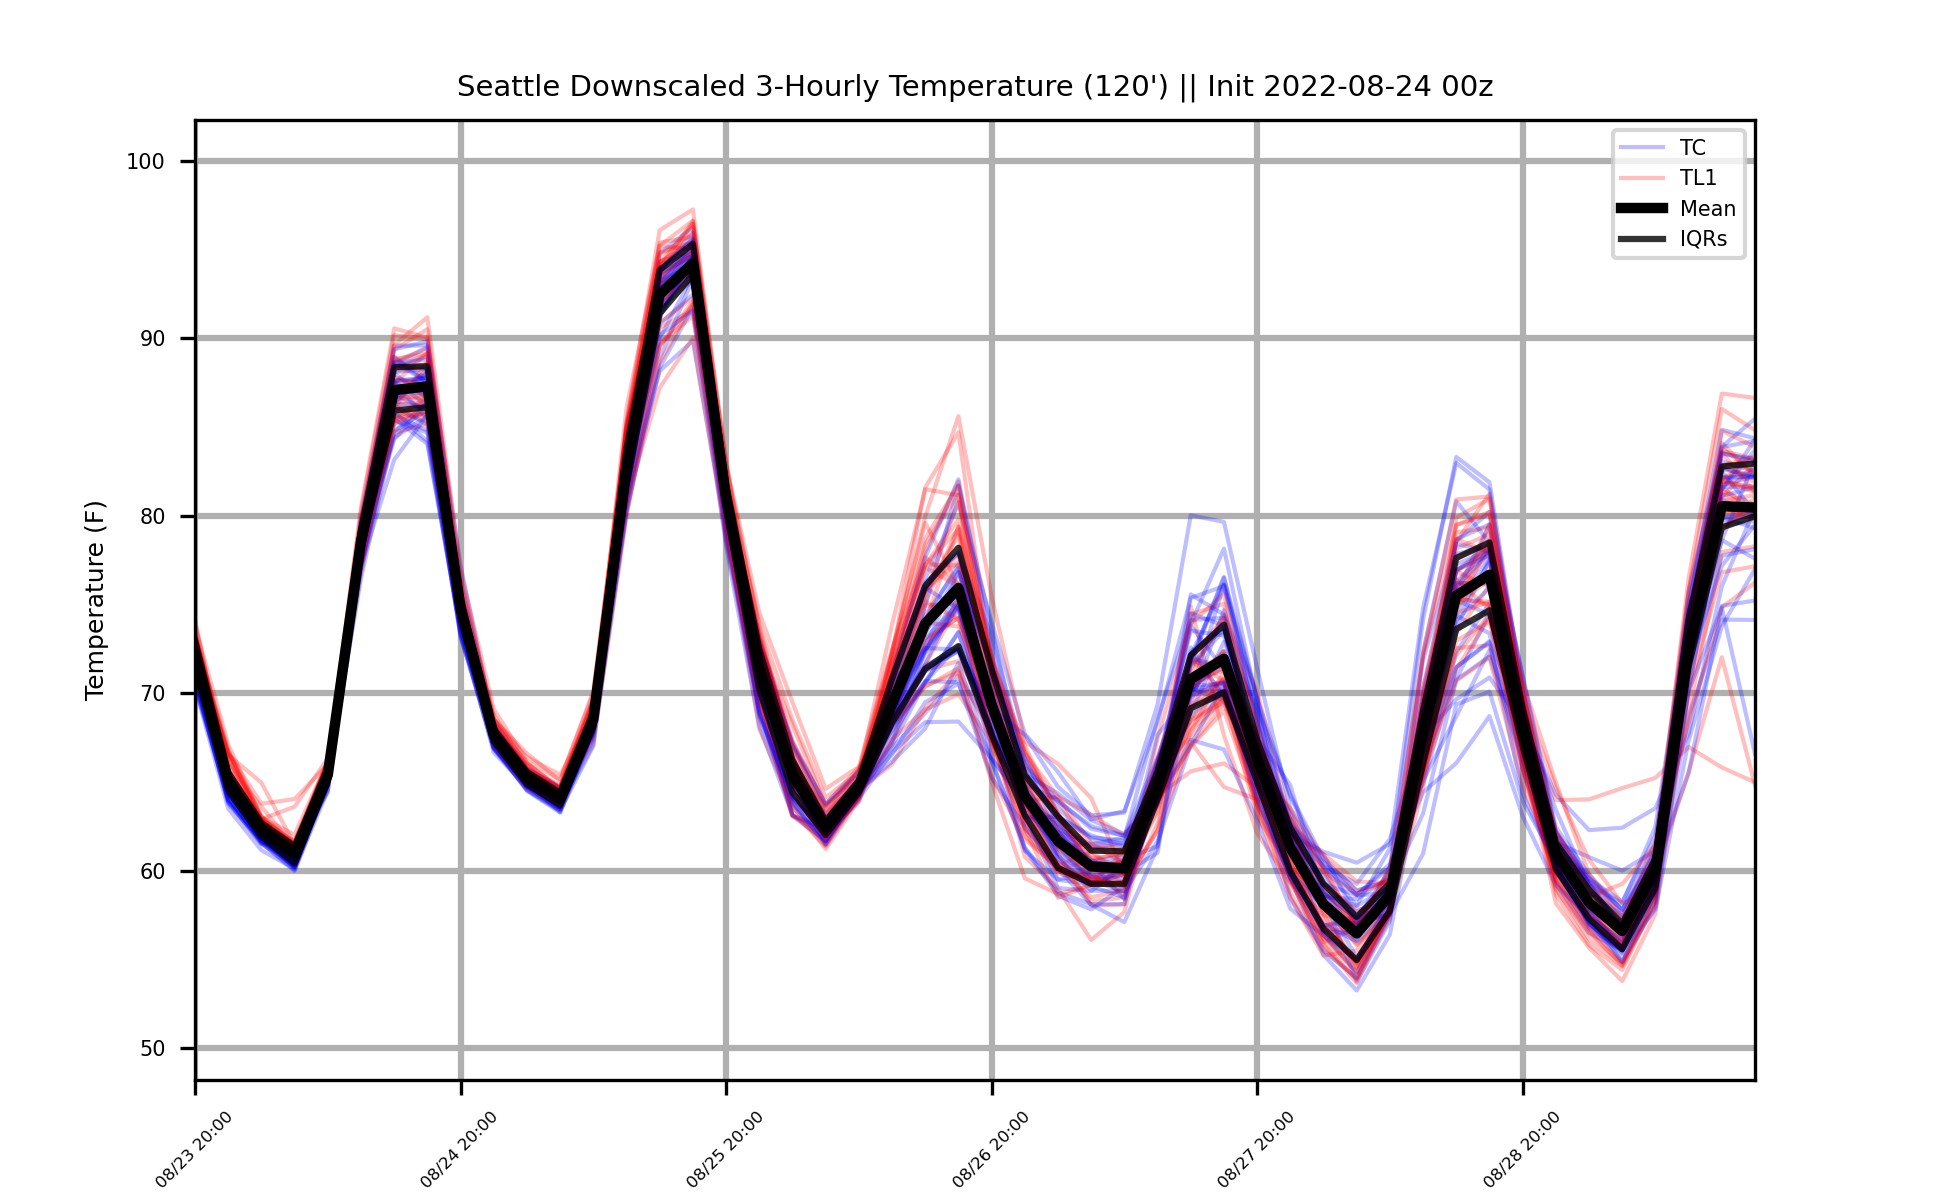 Seattle Downscaled 3-Hourly Temperature (120') || Init 2022-08-24 00z
TC
TL1
Mean
IQRs
Temperature (F)
100
90
80
70
60
50
08/23 20:00
08/24 20:00
08/25 20:00
08/26 20:00
08/27 20:00
08/28 20:00